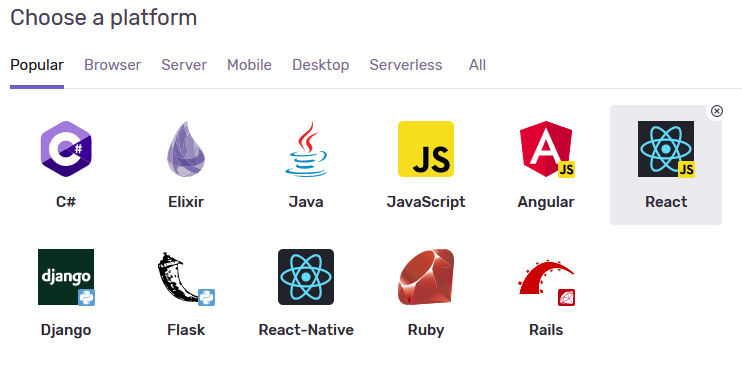 Choose a platform
Popular Browser Server Mobile Desktop Serverless All
C# JS JS JS
C# Elixir Java JavaScript Angular React
django
Django Flask React-Native Ruby Rails